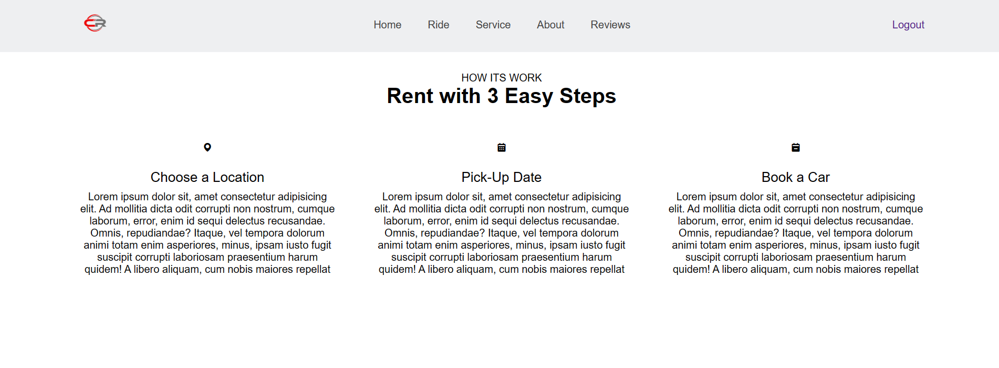 CR
Home Ride Service About Reviews Logout
HOW ITS WORK
Rent with 3 Easy Steps
Choose a Location
Lorem ipsum dolor sit, amet consectetur adipisicing
elit. Ad mollitia dicta odit corrupti non nostrum, cumque
laborum, error, enim id sequi delectus recusandae.
Omnis, repudiandae? Itaque, vel tempora dolorum
animi totam enim asperiores, minus, ipsam iusto fugit
suscipit corrupti laboriosam praesentium harum
quidem! A libero aliquam, cum nobis maiores repellat
Pick-Up Date
Lorem ipsum dolor sit, amet consectetur adipisicing
elit. Ad mollitia dicta odit corrupti non nostrum, cumque
laborum, error, enim id sequi delectus recusandae.
Omnis, repudiandae? Itaque, vel tempora dolorum
animi totam enim asperiores, minus, ipsam iusto fugit
suscipit corrupti laboriosam praesentium harum
quidem! A libero aliquam, cum nobis maiores repellat
Book a Car
Lorem ipsum dolor sit, amet consectetur adipisicing
elit. Ad mollitia dicta odit corrupti non nostrum, cumque
laborum, error, enim id sequi delectus recusandae.
Omnis, repudiandae? Itaque, vel tempora dolorum
animi totam enim asperiores, minus, ipsam iusto fugit
suscipit corrupti laboriosam praesentium harum
quidem! A libero aliquam, cum nobis maiores repellat